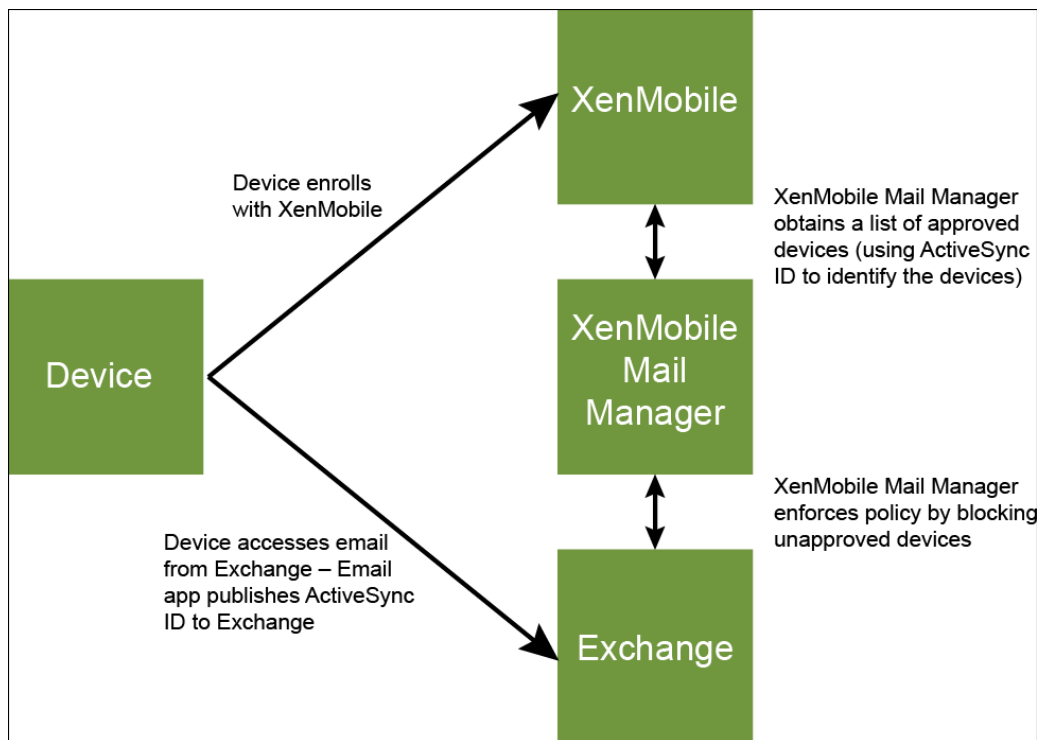 XenMobile
Device enrolls
with XenMobile
XenMobile Mail Manager
obtains a list of approved
devices (using ActiveSync
ID to identify the devices)
Device
XenMobile
Mail
Manager
XenMobile Mail Manager
enforces policy by blocking
unapproved devices
Device accesses email
from Exchange – Email
app publishes ActiveSync
ID to Exchange
Exchange